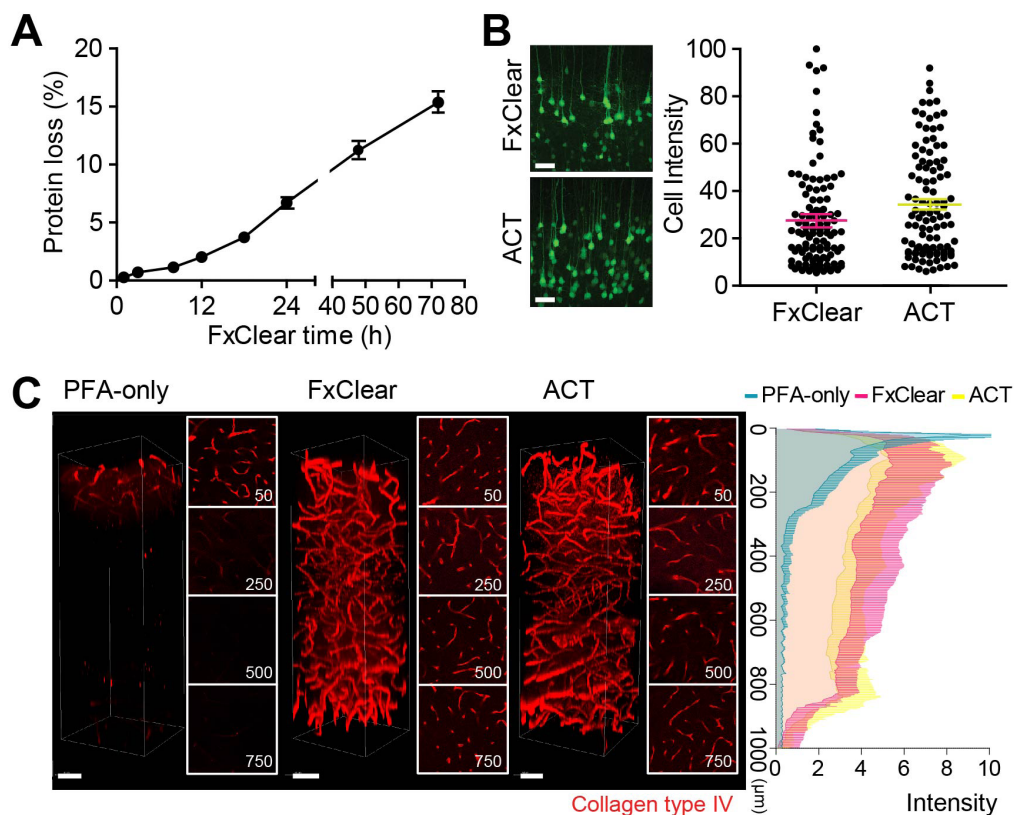 A
Protein loss (%)
20
15
10
5
0
0 12 24 40 48 60 72 80
FxClear time (h)
B
FxClear
ACT
Cell Intensity
100
80
60
40
20
0
FxClear ACT
C
PFA-only FxClear ACT
50 50 50
250 250 250
500 500 500
750 750 750
Collagen type IV
PFA-only FxClear ACT
0
200
400
600
800
1000 (μm)
0 2 4 6 8 10
Intensity